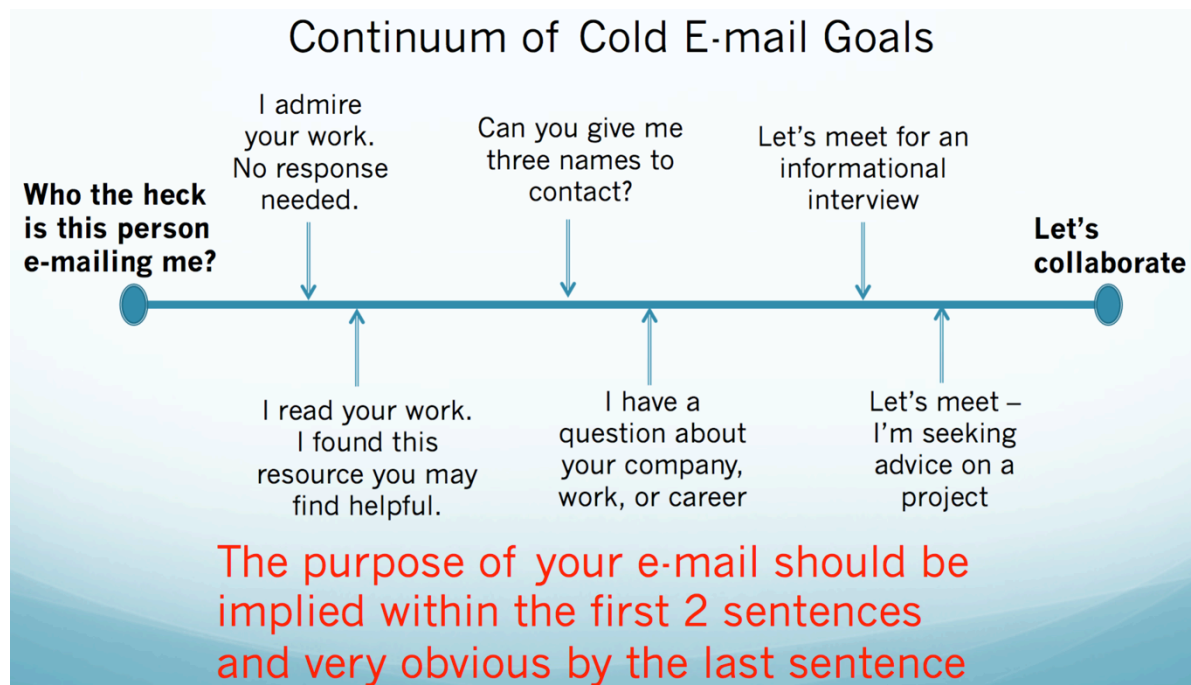 Continuum of Cold E-mail Goals
Who the heck
is this person
e-mailing me?
I admire
your work.
No response
needed.
I read your work.
I found this
resource you may
find helpful.
Can you give me
three names to
contact?
I have a
question about
your company,
work, or career
Let's meet for an
informational
interview
Let's meet –
I'm seeking
advice on a
project
Let's
collaborate
The purpose of your e-mail should be
implied within the first 2 sentences
and very obvious by the last sentence